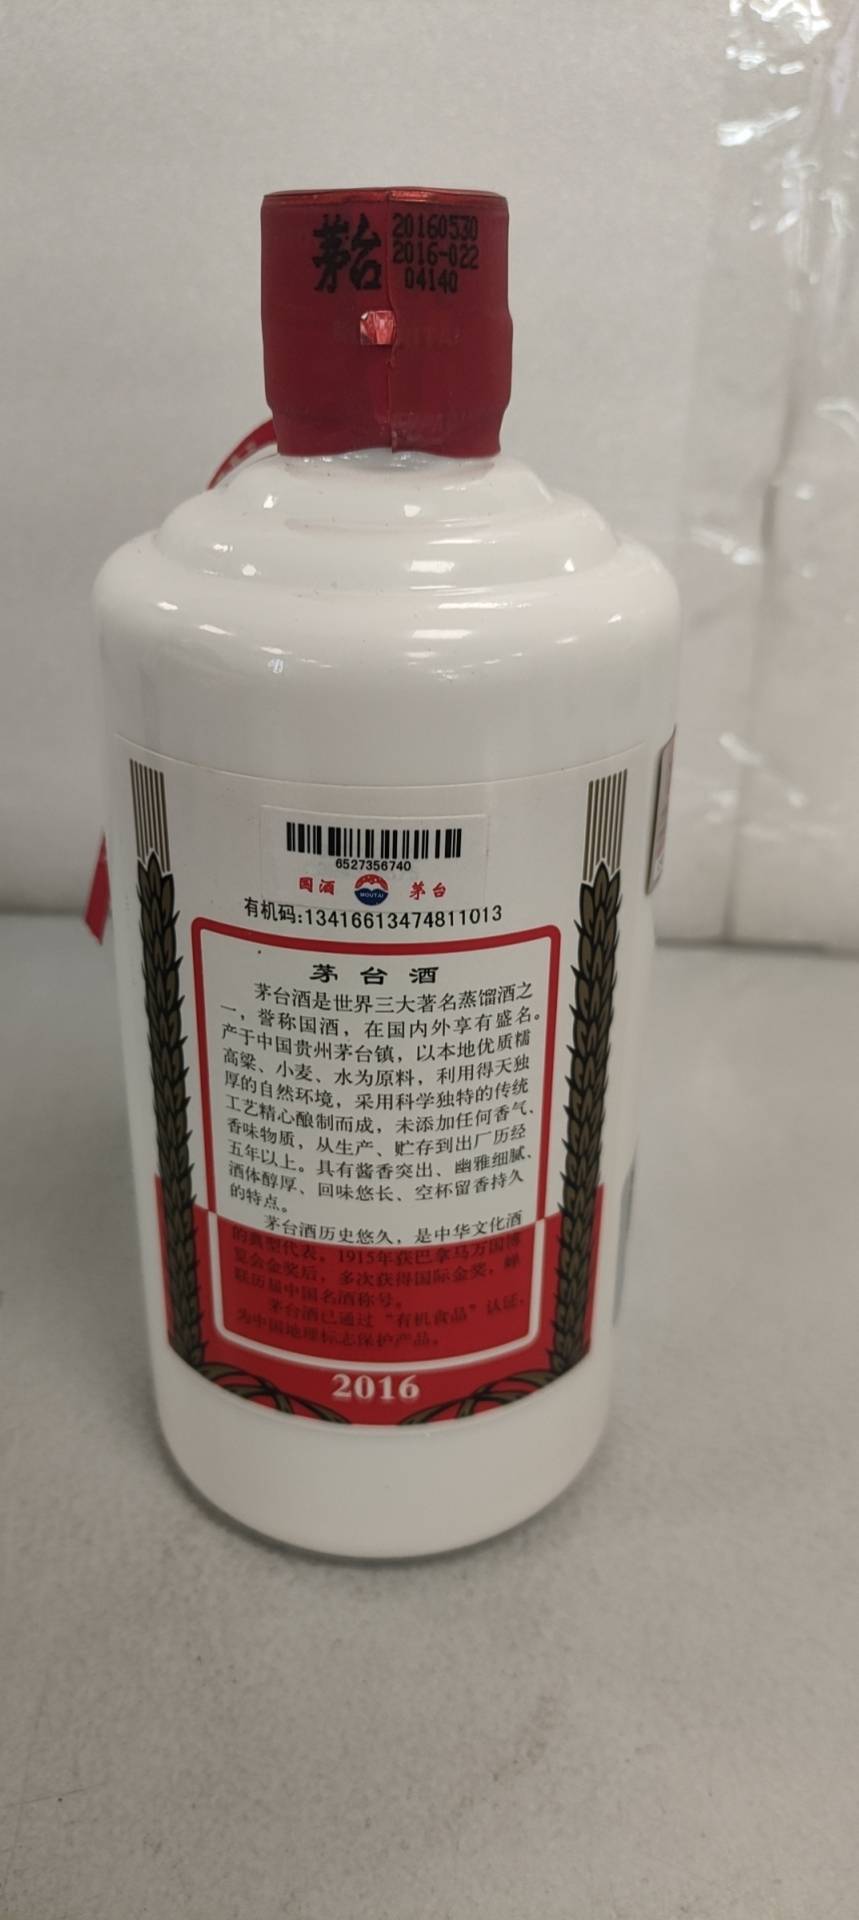 茅台
20160530
2016-022
04140
6527356740
国酒 MOUTAI 茅台
有机码:13416613474811013
茅台酒
茅台酒是世界三大著名蒸馏酒之
一，誉称国酒，在国内外享有盛名。
产于中国贵州茅台镇，以本地优质糯
高粱、小麦、水为原料，利用得天独
厚的自然环境，采用科学独特的传统
工艺精心酿制而成，未添加任何香气、
香味物质，从生产、贮存到出厂历经
五年以上。具有酱香突出、幽雅细腻、
酒体醇厚、回味悠长、空杯留香持久
的特点。
茅台酒历史悠久，是中华文化酒
的典型代表。1915年获巴拿马万国博
览会金奖后，多次获得国际金奖，蝉
联历届中国名酒称号。
茅台酒已通过“有机食品”认证，
为中国地理标志保护产品。
2016